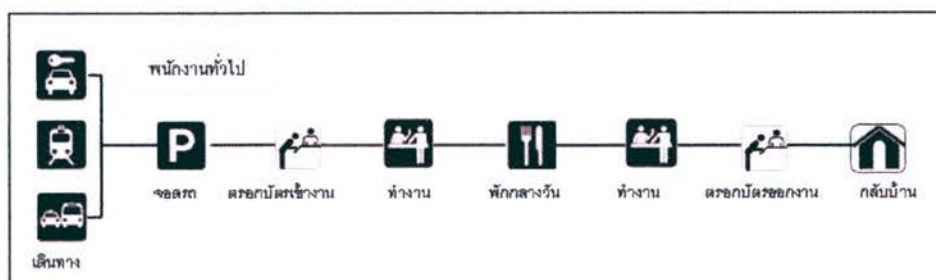 พนักงานทั่วไป
P
จอดรถ ตรอกบัตรเข้างาน ทำงาน พักกลางวัน ทำงาน ตรอกบัตรออกงาน กลับบ้าน
เดินทาง